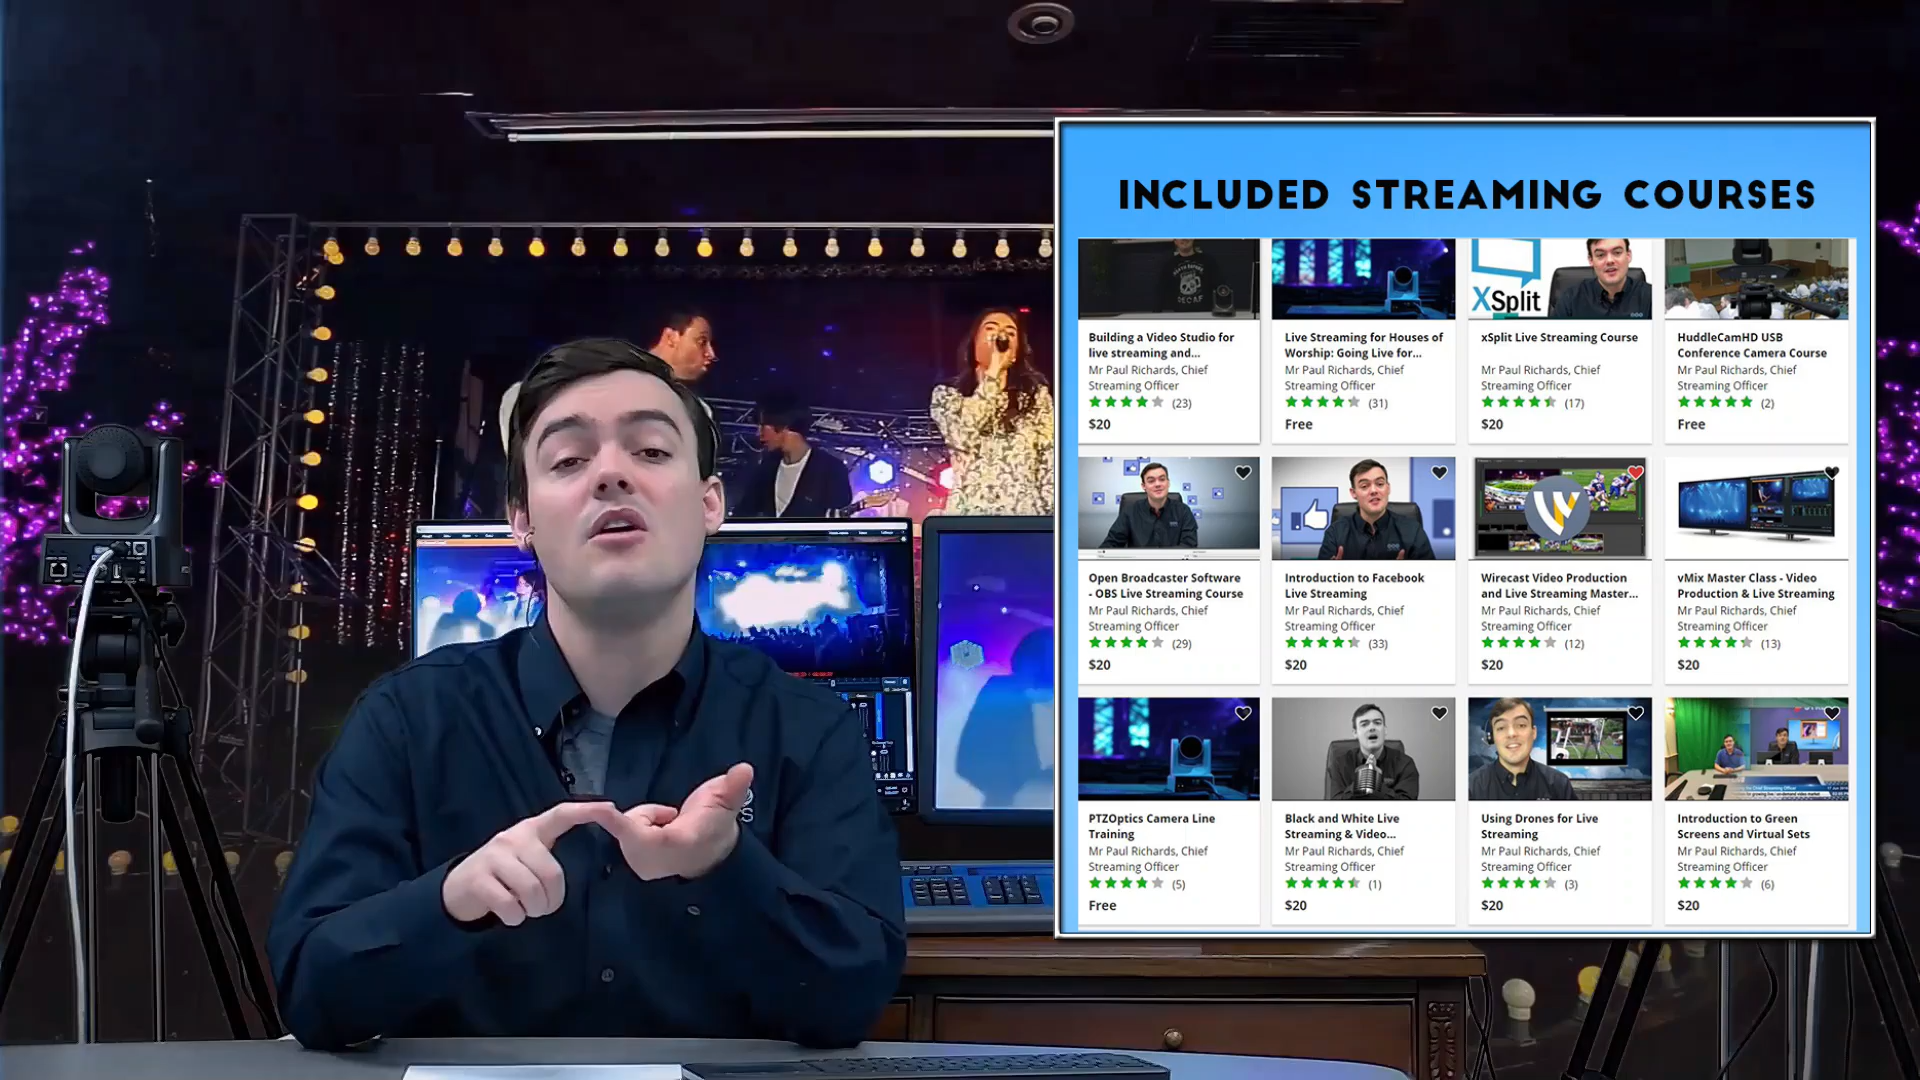 INCLUDED STREAMING COURSES
XSplit
Building a Video Studio for
live streaming and...
Mr Paul Richards, Chief
Streaming Officer
(23)
$20
Live Streaming for Houses of
Worship: Going Live for...
Mr Paul Richards, Chief
Streaming Officer
(31)
Free
xSplit Live Streaming Course
Mr Paul Richards, Chief
Streaming Officer
(17)
$20
HuddleCamHD USB
Conference Camera Course
Mr Paul Richards, Chief
Streaming Officer
(2)
Free
Open Broadcaster Software
- OBS Live Streaming Course
Mr Paul Richards, Chief
Streaming Officer
(29)
$20
Introduction to Facebook
Live Streaming
Mr Paul Richards, Chief
Streaming Officer
(33)
$20
Wirecast Video Production
and Live Streaming Master...
Mr Paul Richards, Chief
Streaming Officer
(12)
$20
vMix Master Class - Video
Production & Live Streaming
Mr Paul Richards, Chief
Streaming Officer
(13)
$20
PTZOptics Camera Line
Training
Mr Paul Richards, Chief
Streaming Officer
(5)
Free
Black and White Live
Streaming & Video...
Mr Paul Richards, Chief
Streaming Officer
(1)
$20
Using Drones for Live
Streaming
Mr Paul Richards, Chief
Streaming Officer
(3)
$20
Introduction to Green
Screens and Virtual Sets
Mr Paul Richards, Chief
Streaming Officer
(6)
$20